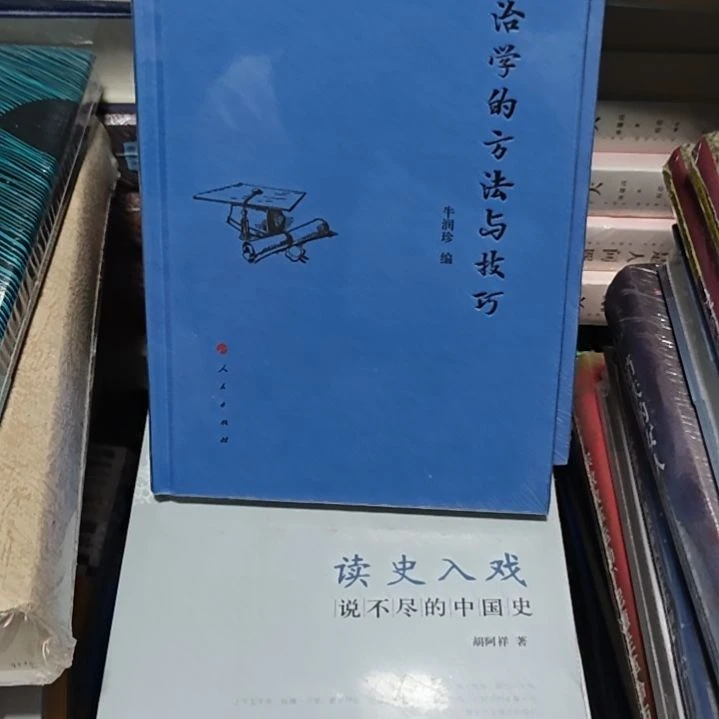 治学的方法与技巧
牛润珍 编
人民出版社
读史入戏
说不尽的中国史
胡阿祥 著